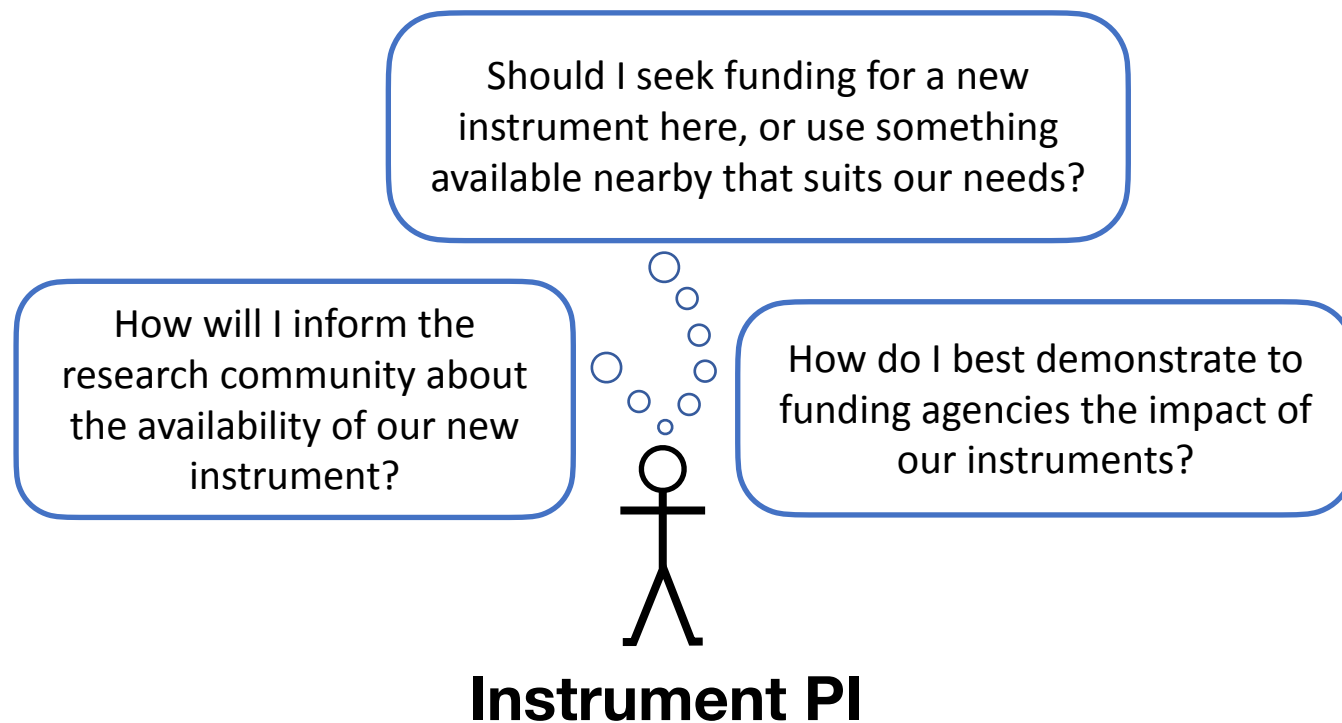 Should I seek funding for a new
instrument here, or use something
available nearby that suits our needs?
How will I inform the
research community about
the availability of our new
instrument?
How do I best demonstrate to
funding agencies the impact of
our instruments?
Instrument PI